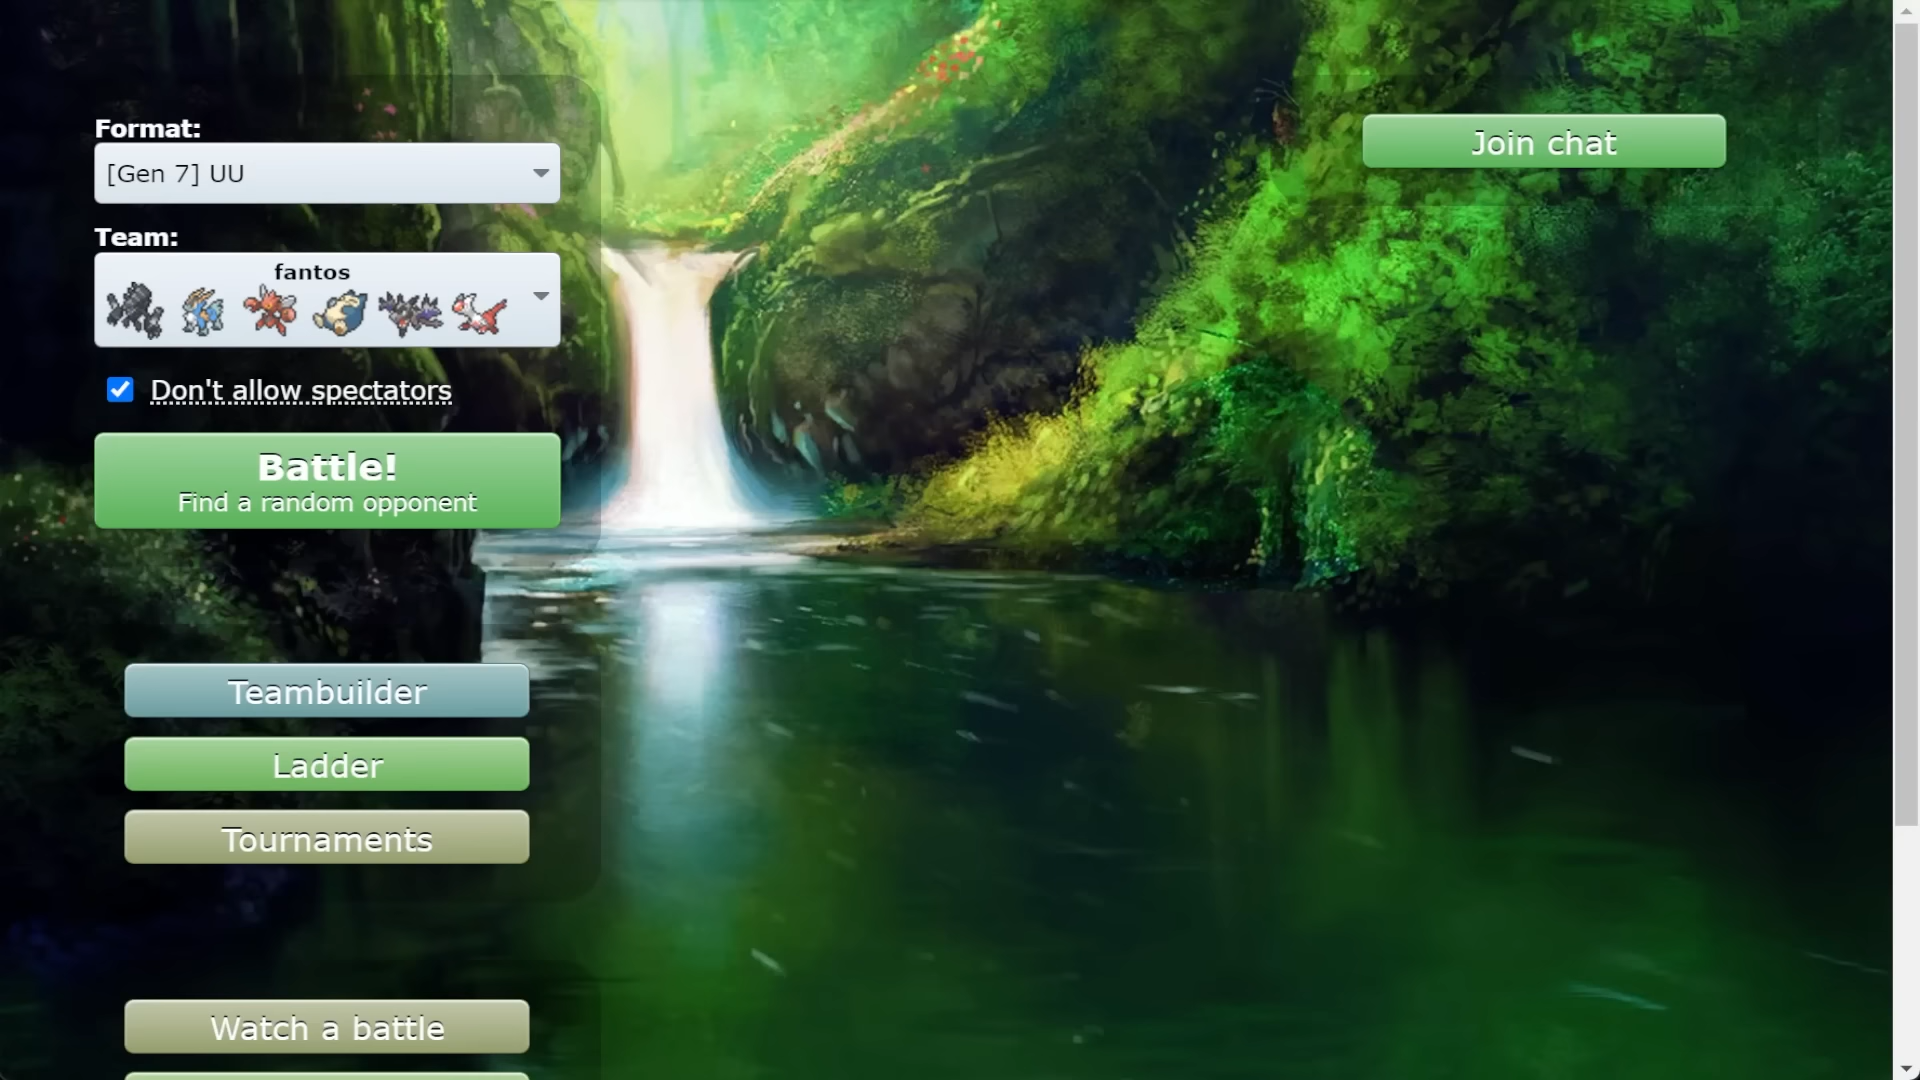 Format:
[Gen 7] UU
Team:
fantos
Don't allow spectators
Battle!
Find a random opponent
Teambuilder
Ladder
Tournaments
Watch a battle
Join chat